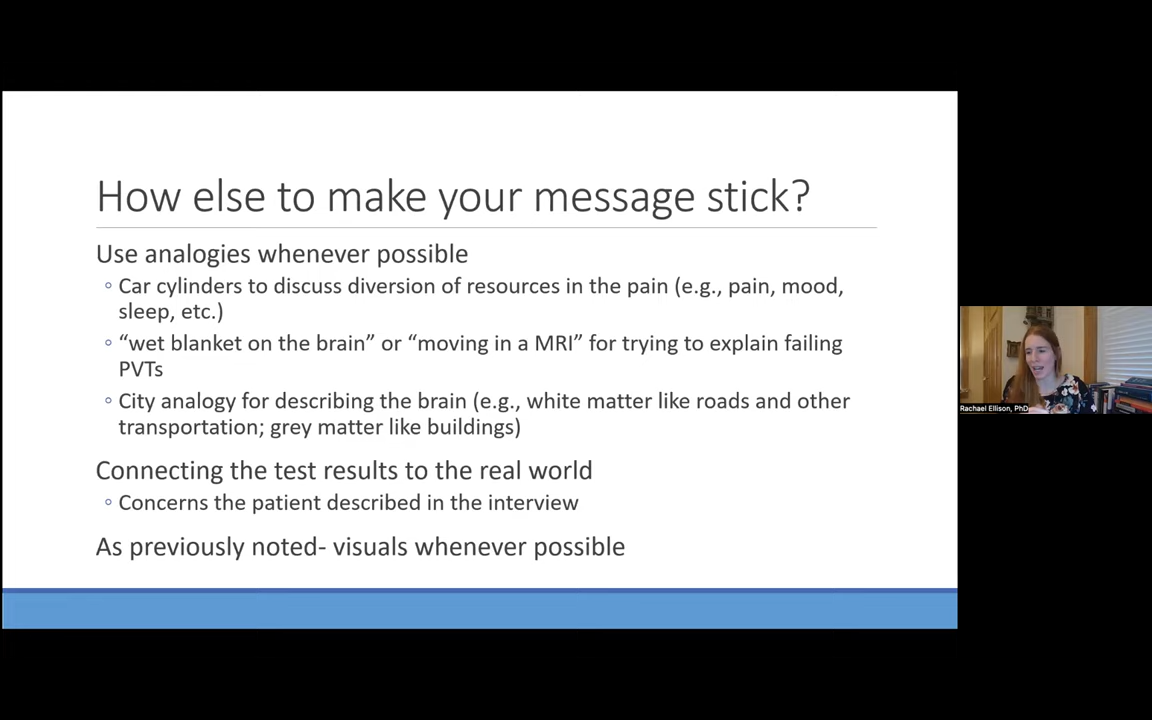 How else to make your message stick?
Use analogies whenever possible
◦ Car cylinders to discuss diversion of resources in the pain (e.g., pain, mood,
sleep, etc.)
◦ “wet blanket on the brain” or “moving in a MRI” for trying to explain failing
PVTs
◦ City analogy for describing the brain (e.g., white matter like roads and other
transportation; grey matter like buildings)
Connecting the test results to the real world
◦ Concerns the patient described in the interview
As previously noted- visuals whenever possible
Rachael Ellison, PhD